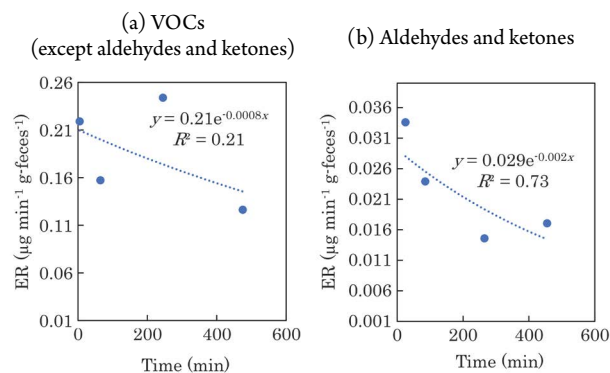 (a) VOCs
(except aldehydes and ketones)
ER (μg min⁻¹ g-feces⁻¹)
0.26
0.21
0.16
0.11
0.06
0.01
y = 0.21e^-0.0008x
R² = 0.21
0 200 400 600
Time (min)
(b) Aldehydes and ketones
ER (μg min⁻¹ g-feces⁻¹)
0.036
0.031
0.026
0.021
0.016
0.011
0.006
0.001
y = 0.029e^-0.002x
R² = 0.73
0 200 400 600
Time (min)